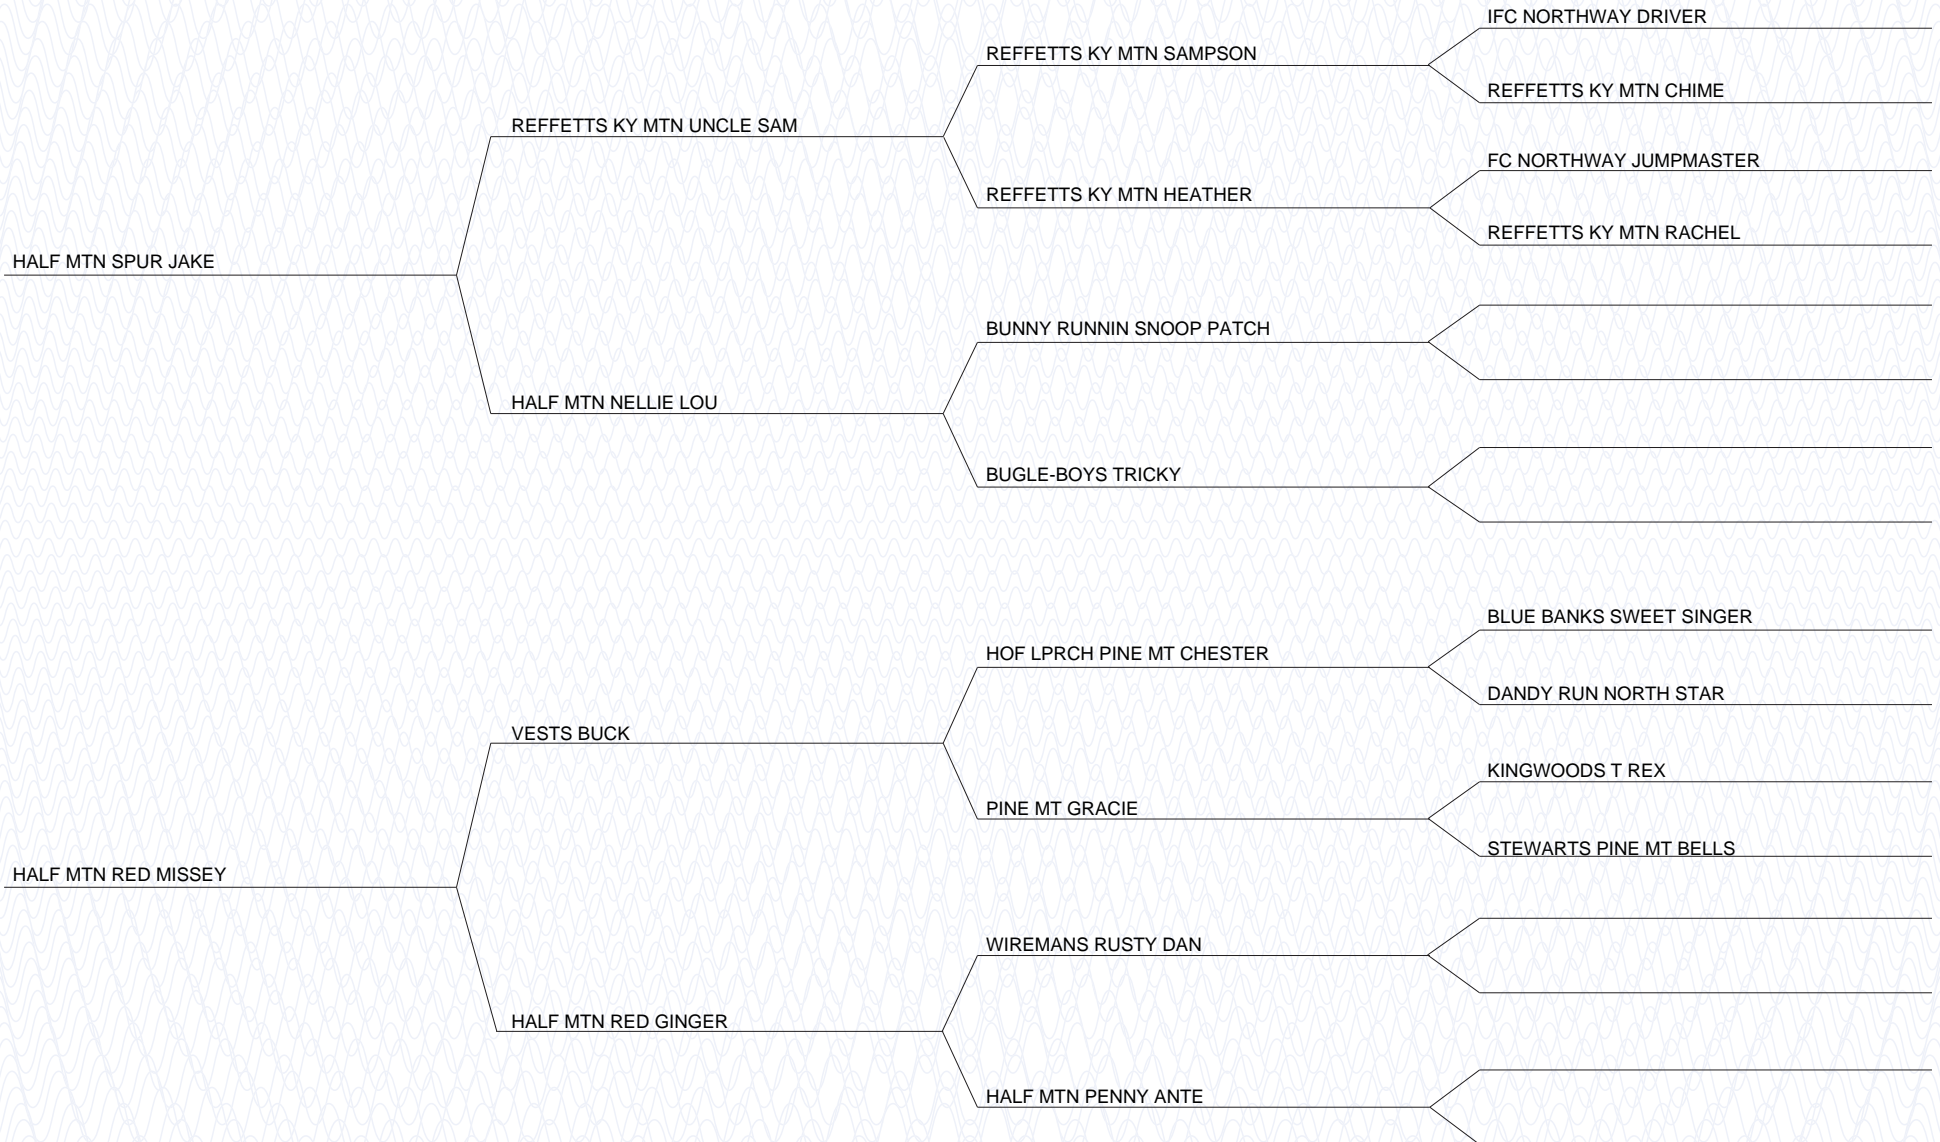 IFC NORTHWAY DRIVER
REFFETTS KY MTN SAMPSON
REFFETTS KY MTN CHIME
REFFETTS KY MTN UNCLE SAM
FC NORTHWAY JUMPMASTER
REFFETTS KY MTN HEATHER
REFFETTS KY MTN RACHEL
HALF MTN SPUR JAKE
BUNNY RUNNIN SNOOP PATCH
HALF MTN NELLIE LOU
BUGLE-BOYS TRICKY
BLUE BANKS SWEET SINGER
HOF LPRCH PINE MT CHESTER
DANDY RUN NORTH STAR
VESTS BUCK
KINGWOODS T REX
PINE MT GRACIE
STEWARTS PINE MT BELLS
HALF MTN RED MISSEY
WIREMANS RUSTY DAN
HALF MTN RED GINGER
HALF MTN PENNY ANTE